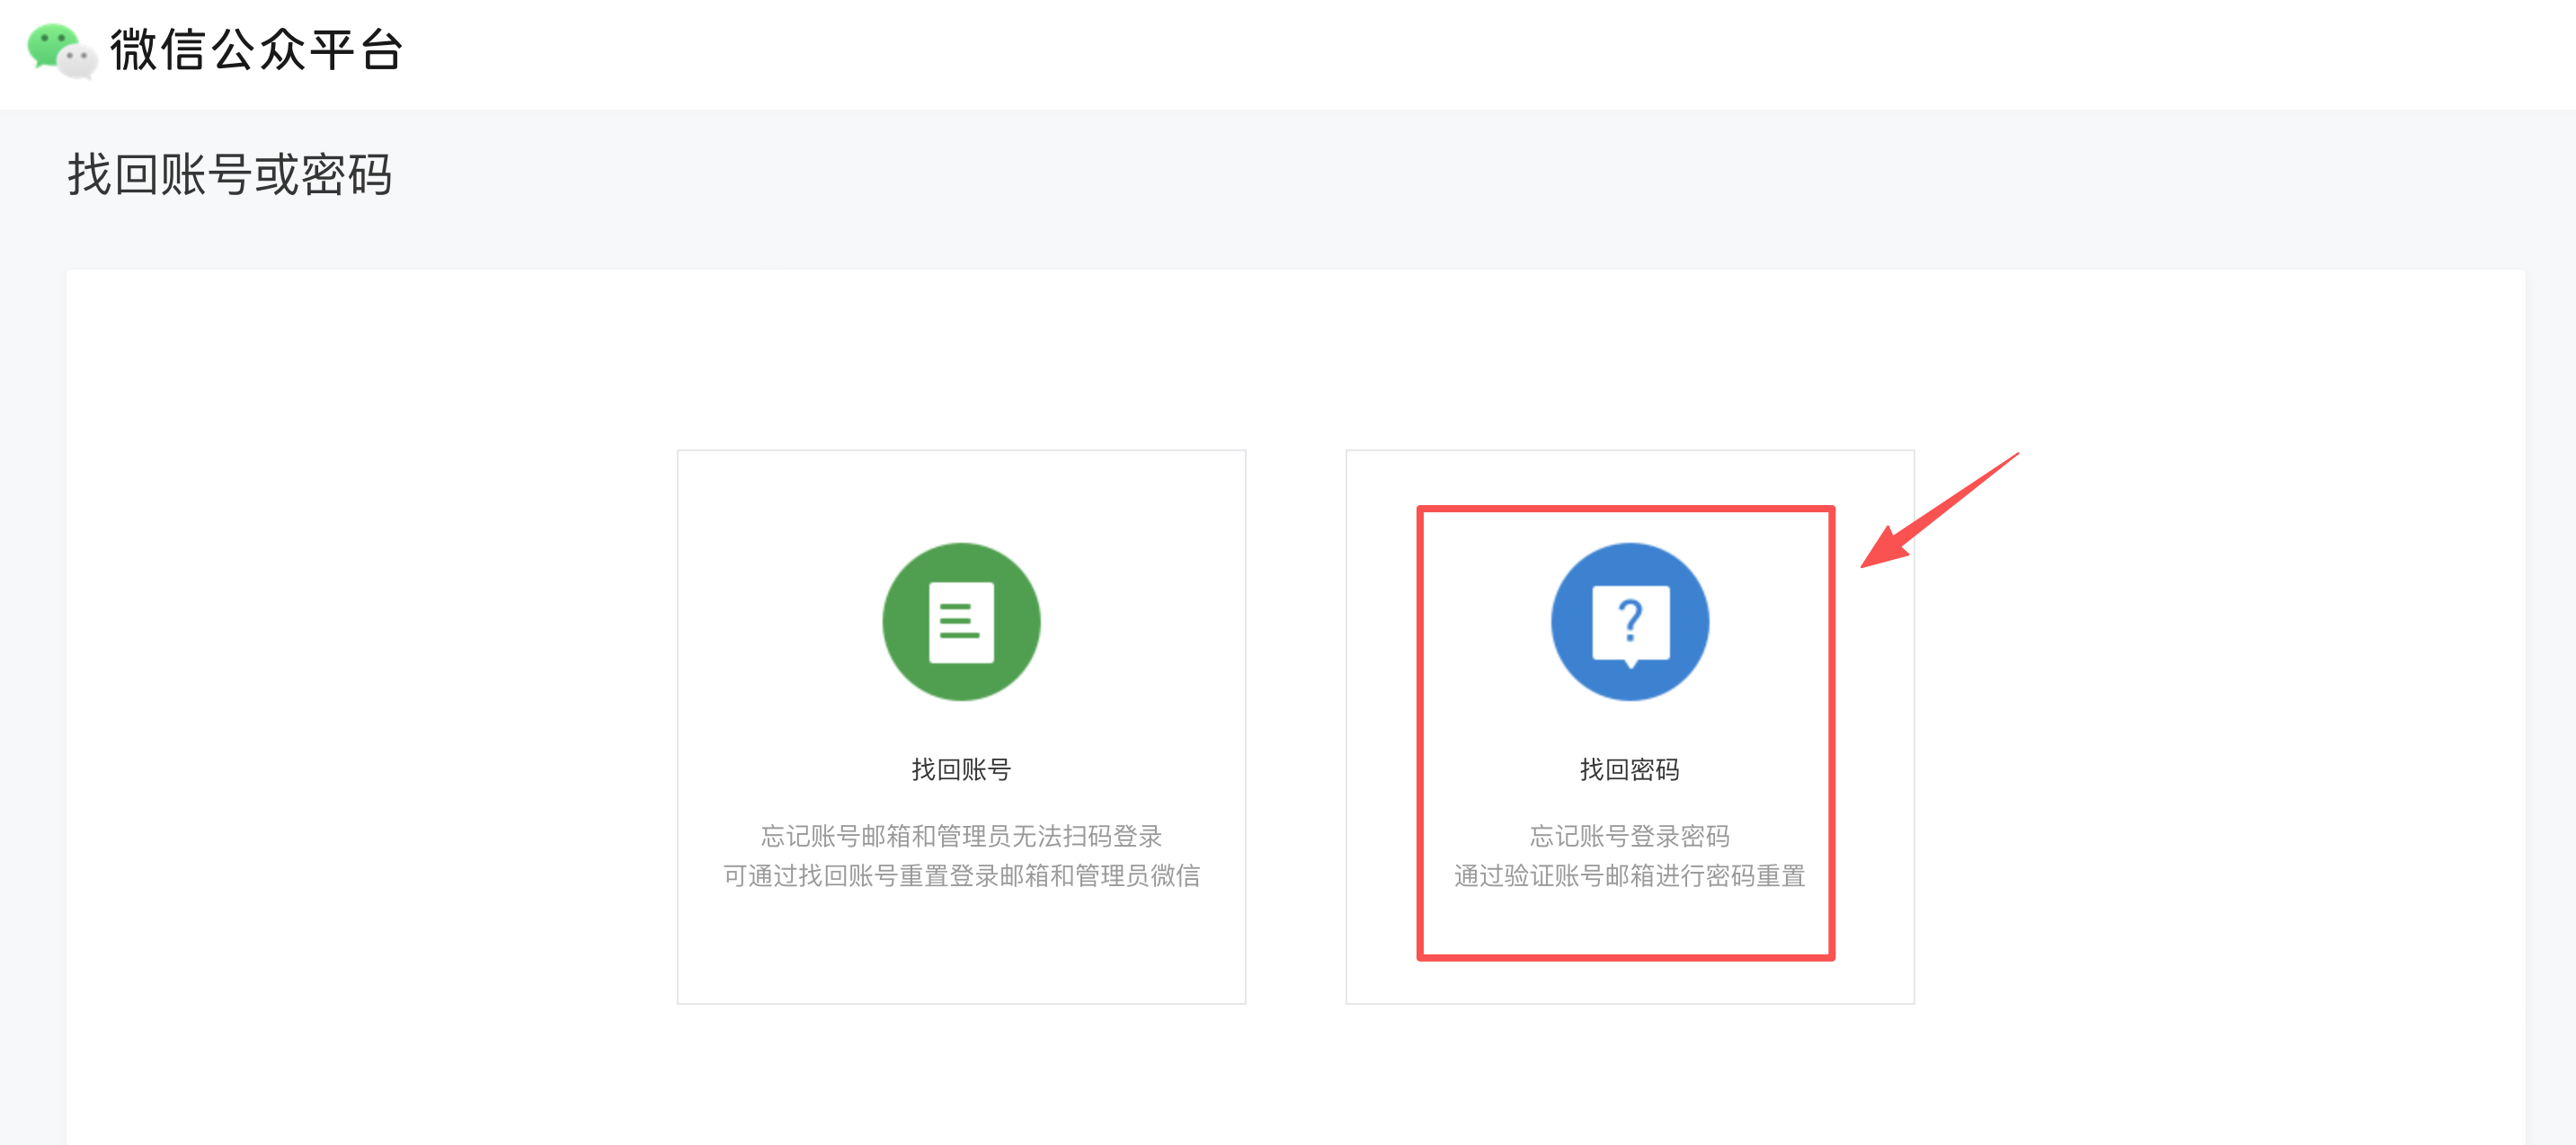 微信公众平台
找回账号或密码
?
找回账号
忘记账号邮箱和管理员无法扫码登录
可通过找回账号重置登录邮箱和管理员微信
找回密码
忘记账号登录密码
通过验证账号邮箱进行密码重置